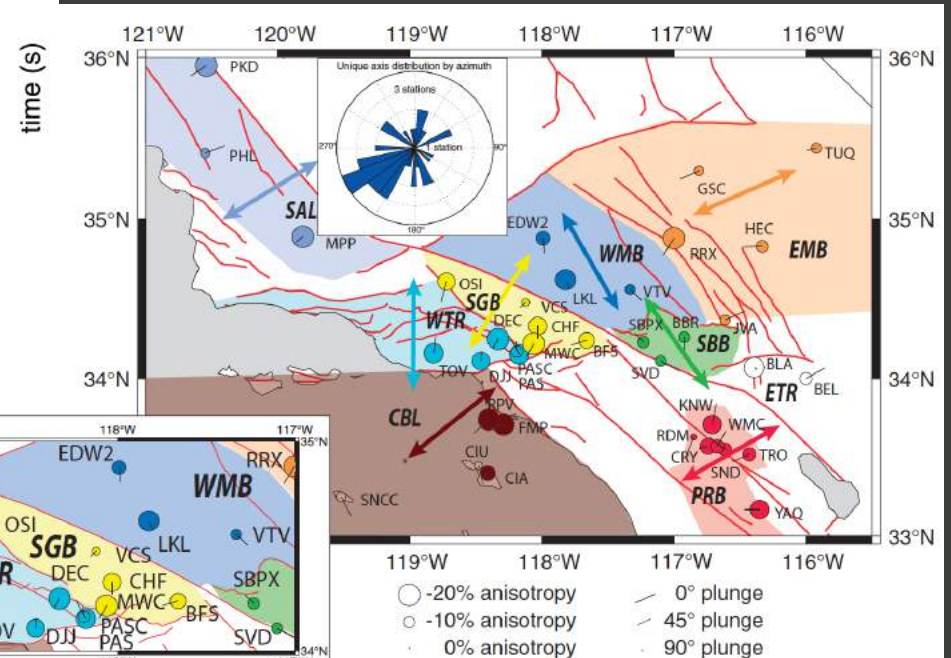 time (s)
121°W
120°W
119°W
118°W
117°W
116°W
36°N
36°N
Unique axis distribution by azimuth
3 stations
1 station
270°
90°
180°
PKD
PHL
SAL
MPP
TUQ
GSC
35°N
35°N
EDW2
WMB
RRX
HEC
EMB
OSI
SGB
LKL
VTV
VCS
WTR
DEC
CHF
SBPX
BBR
JVA
SBB
MWC
BFS
TOV
DJJ
PASC
PAS
SVD
BLA
34°N
34°N
ETR
BEL
CBL
RPV
FMP
KNW
WMC
RDM
CRY
TRO
SND
CIU
CIA
SNCC
PRB
YAQ
33°N
119°W
118°W
117°W
116°W
118°W
117°W
35°N
EDW2
RRX
WMB
OSI
SGB
VCS
LKL
VTV
R
DEC
CHF
SBPX
MWC
BFS
OV
DJJ
PASC
PAS
SVD
34°N
-20% anisotropy
0° plunge
-10% anisotropy
45° plunge
0% anisotropy
90° plunge